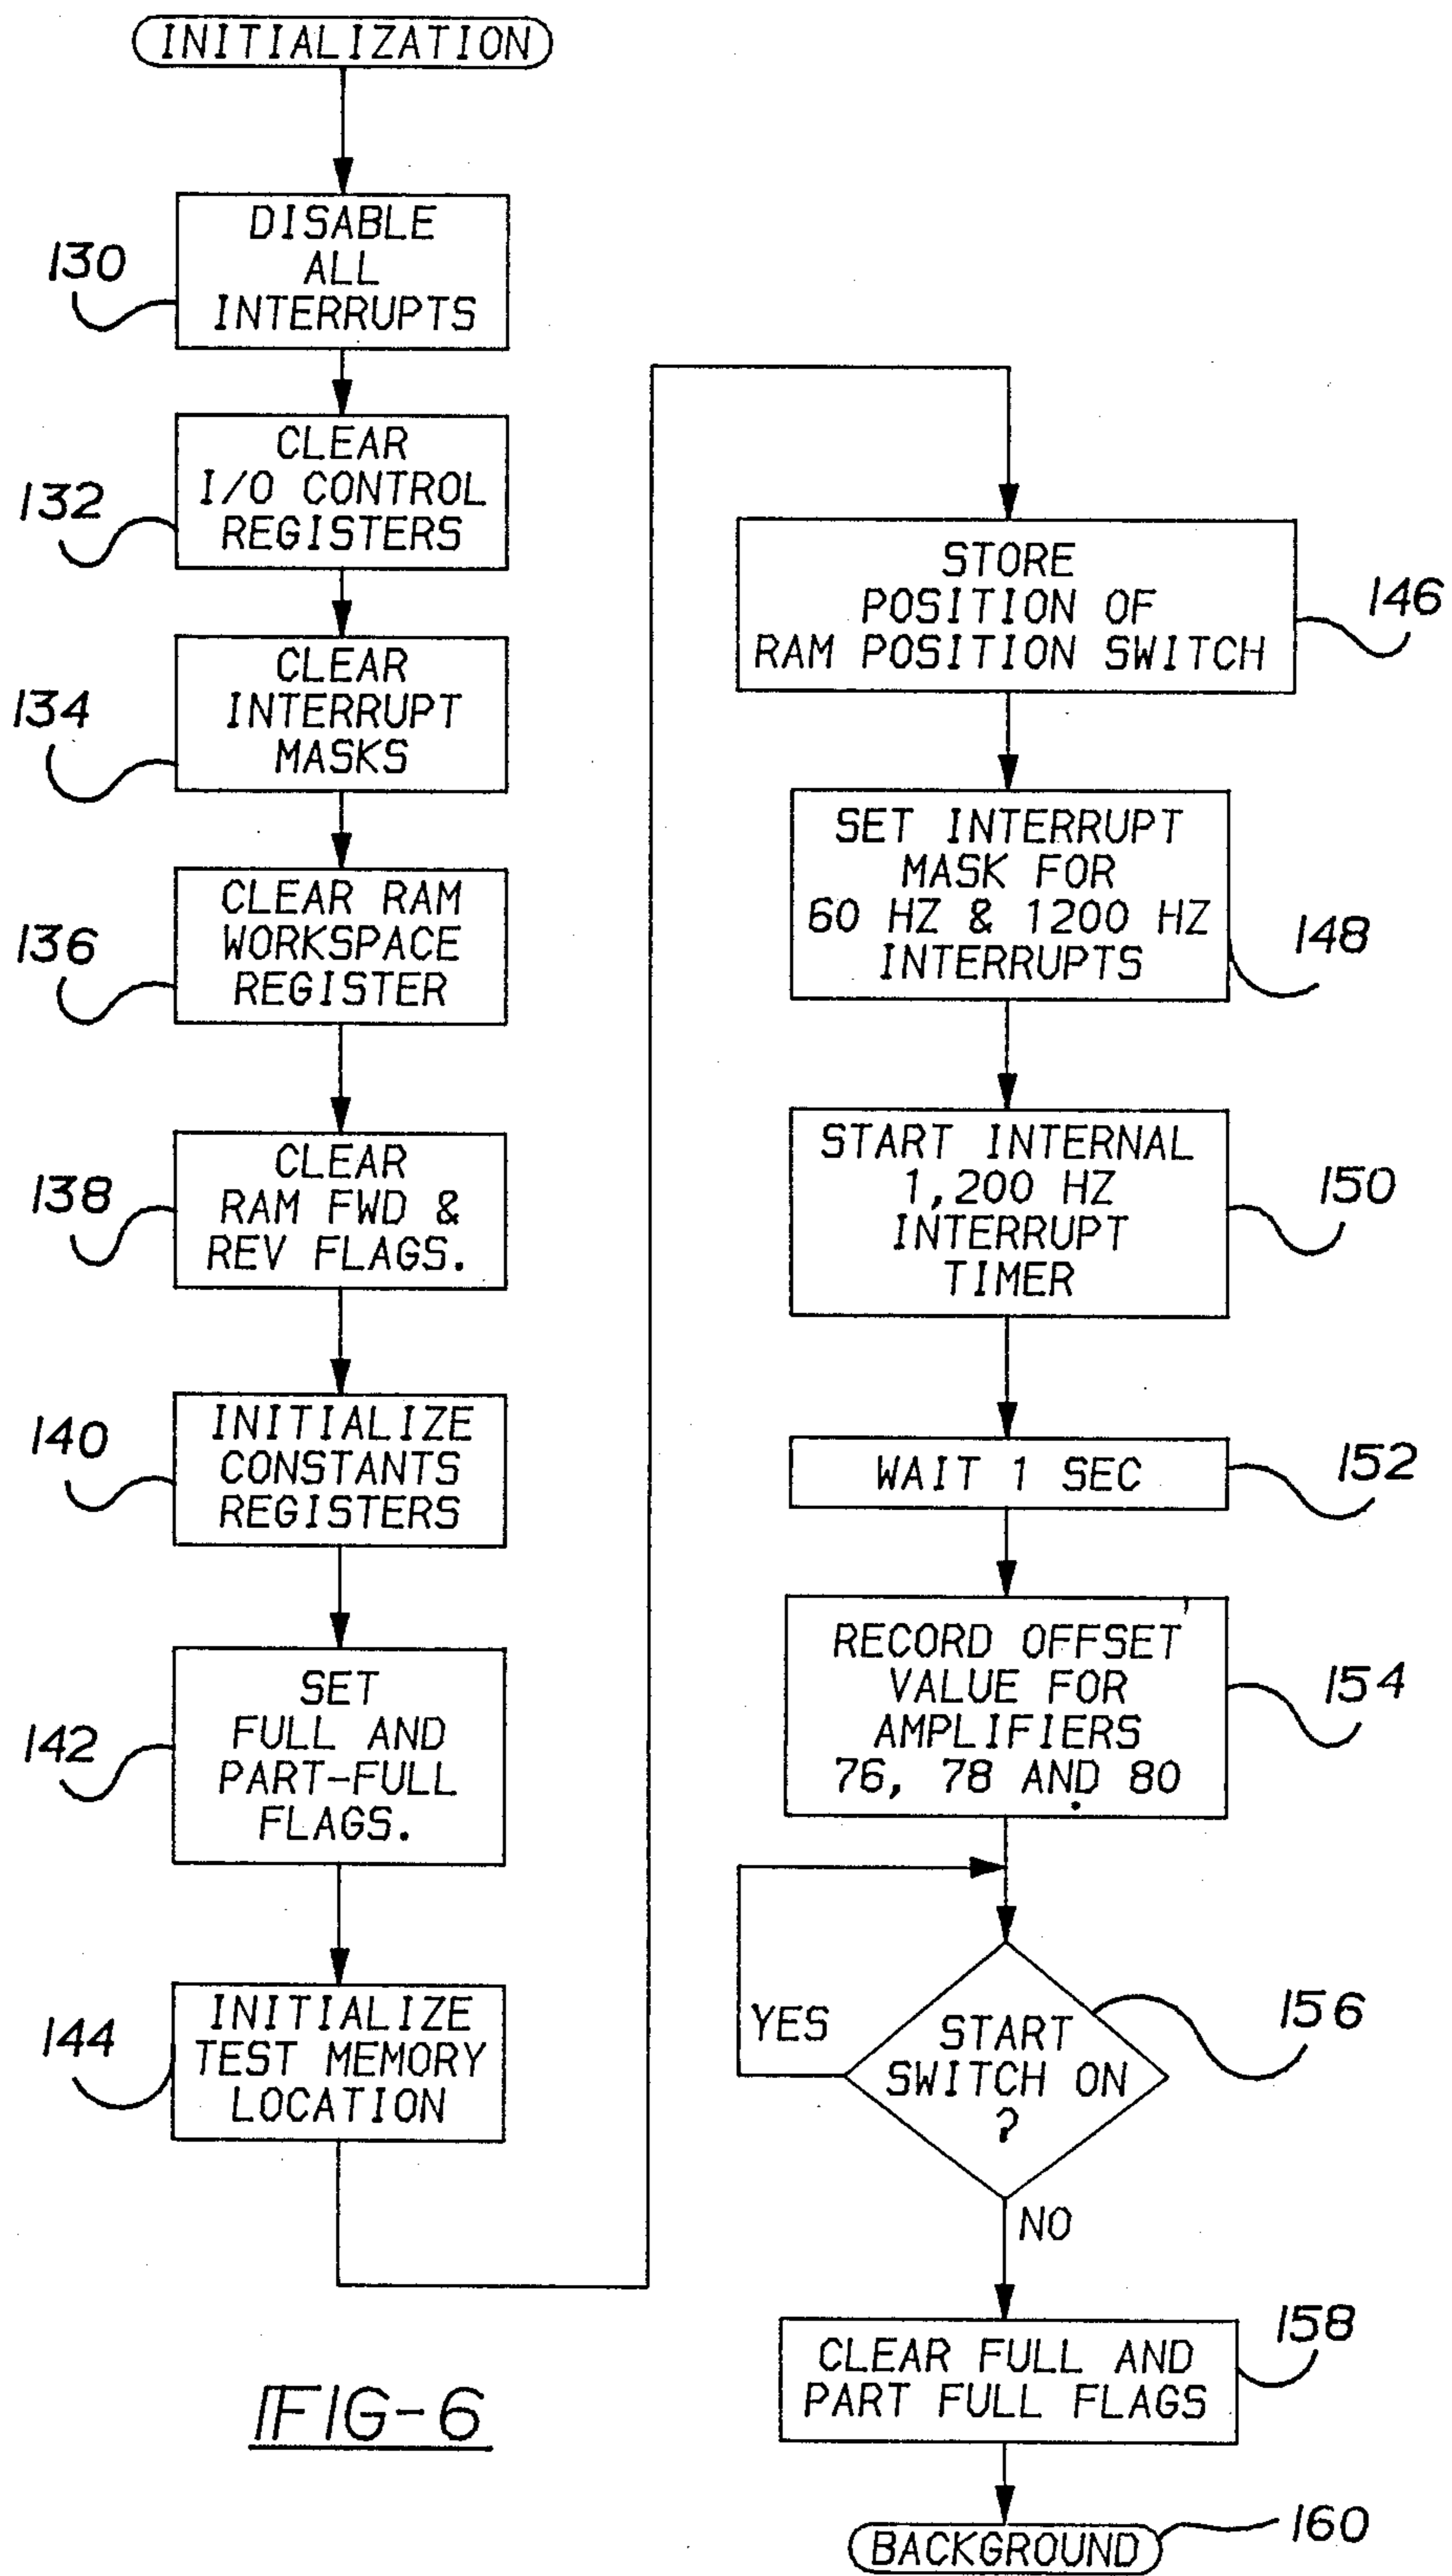 INITIALIZATION
DISABLE
ALL
INTERRUPTS
130
CLEAR
I/O CONTROL
REGISTERS
132
CLEAR
INTERRUPT
MASKS
134
CLEAR RAM
WORKSPACE
REGISTER
136
CLEAR
RAM FWD &
REV FLAGS.
138
INITIALIZE
CONSTANTS
REGISTERS
140
SET
FULL AND
PART-FULL
FLAGS.
142
INITIALIZE
TEST MEMORY
LOCATION
144
STORE
POSITION OF
RAM POSITION SWITCH
146
SET INTERRUPT
MASK FOR
60 HZ & 1200 HZ
INTERRUPTS
148
START INTERNAL
1,200 HZ
INTERRUPT
TIMER
150
WAIT 1 SEC
152
RECORD OFFSET
VALUE FOR
AMPLIFIERS
76, 78 AND 80
154
START
SWITCH ON
?
156
YES
NO
CLEAR FULL AND
PART FULL FLAGS
158
BACKGROUND
160
FIG-6